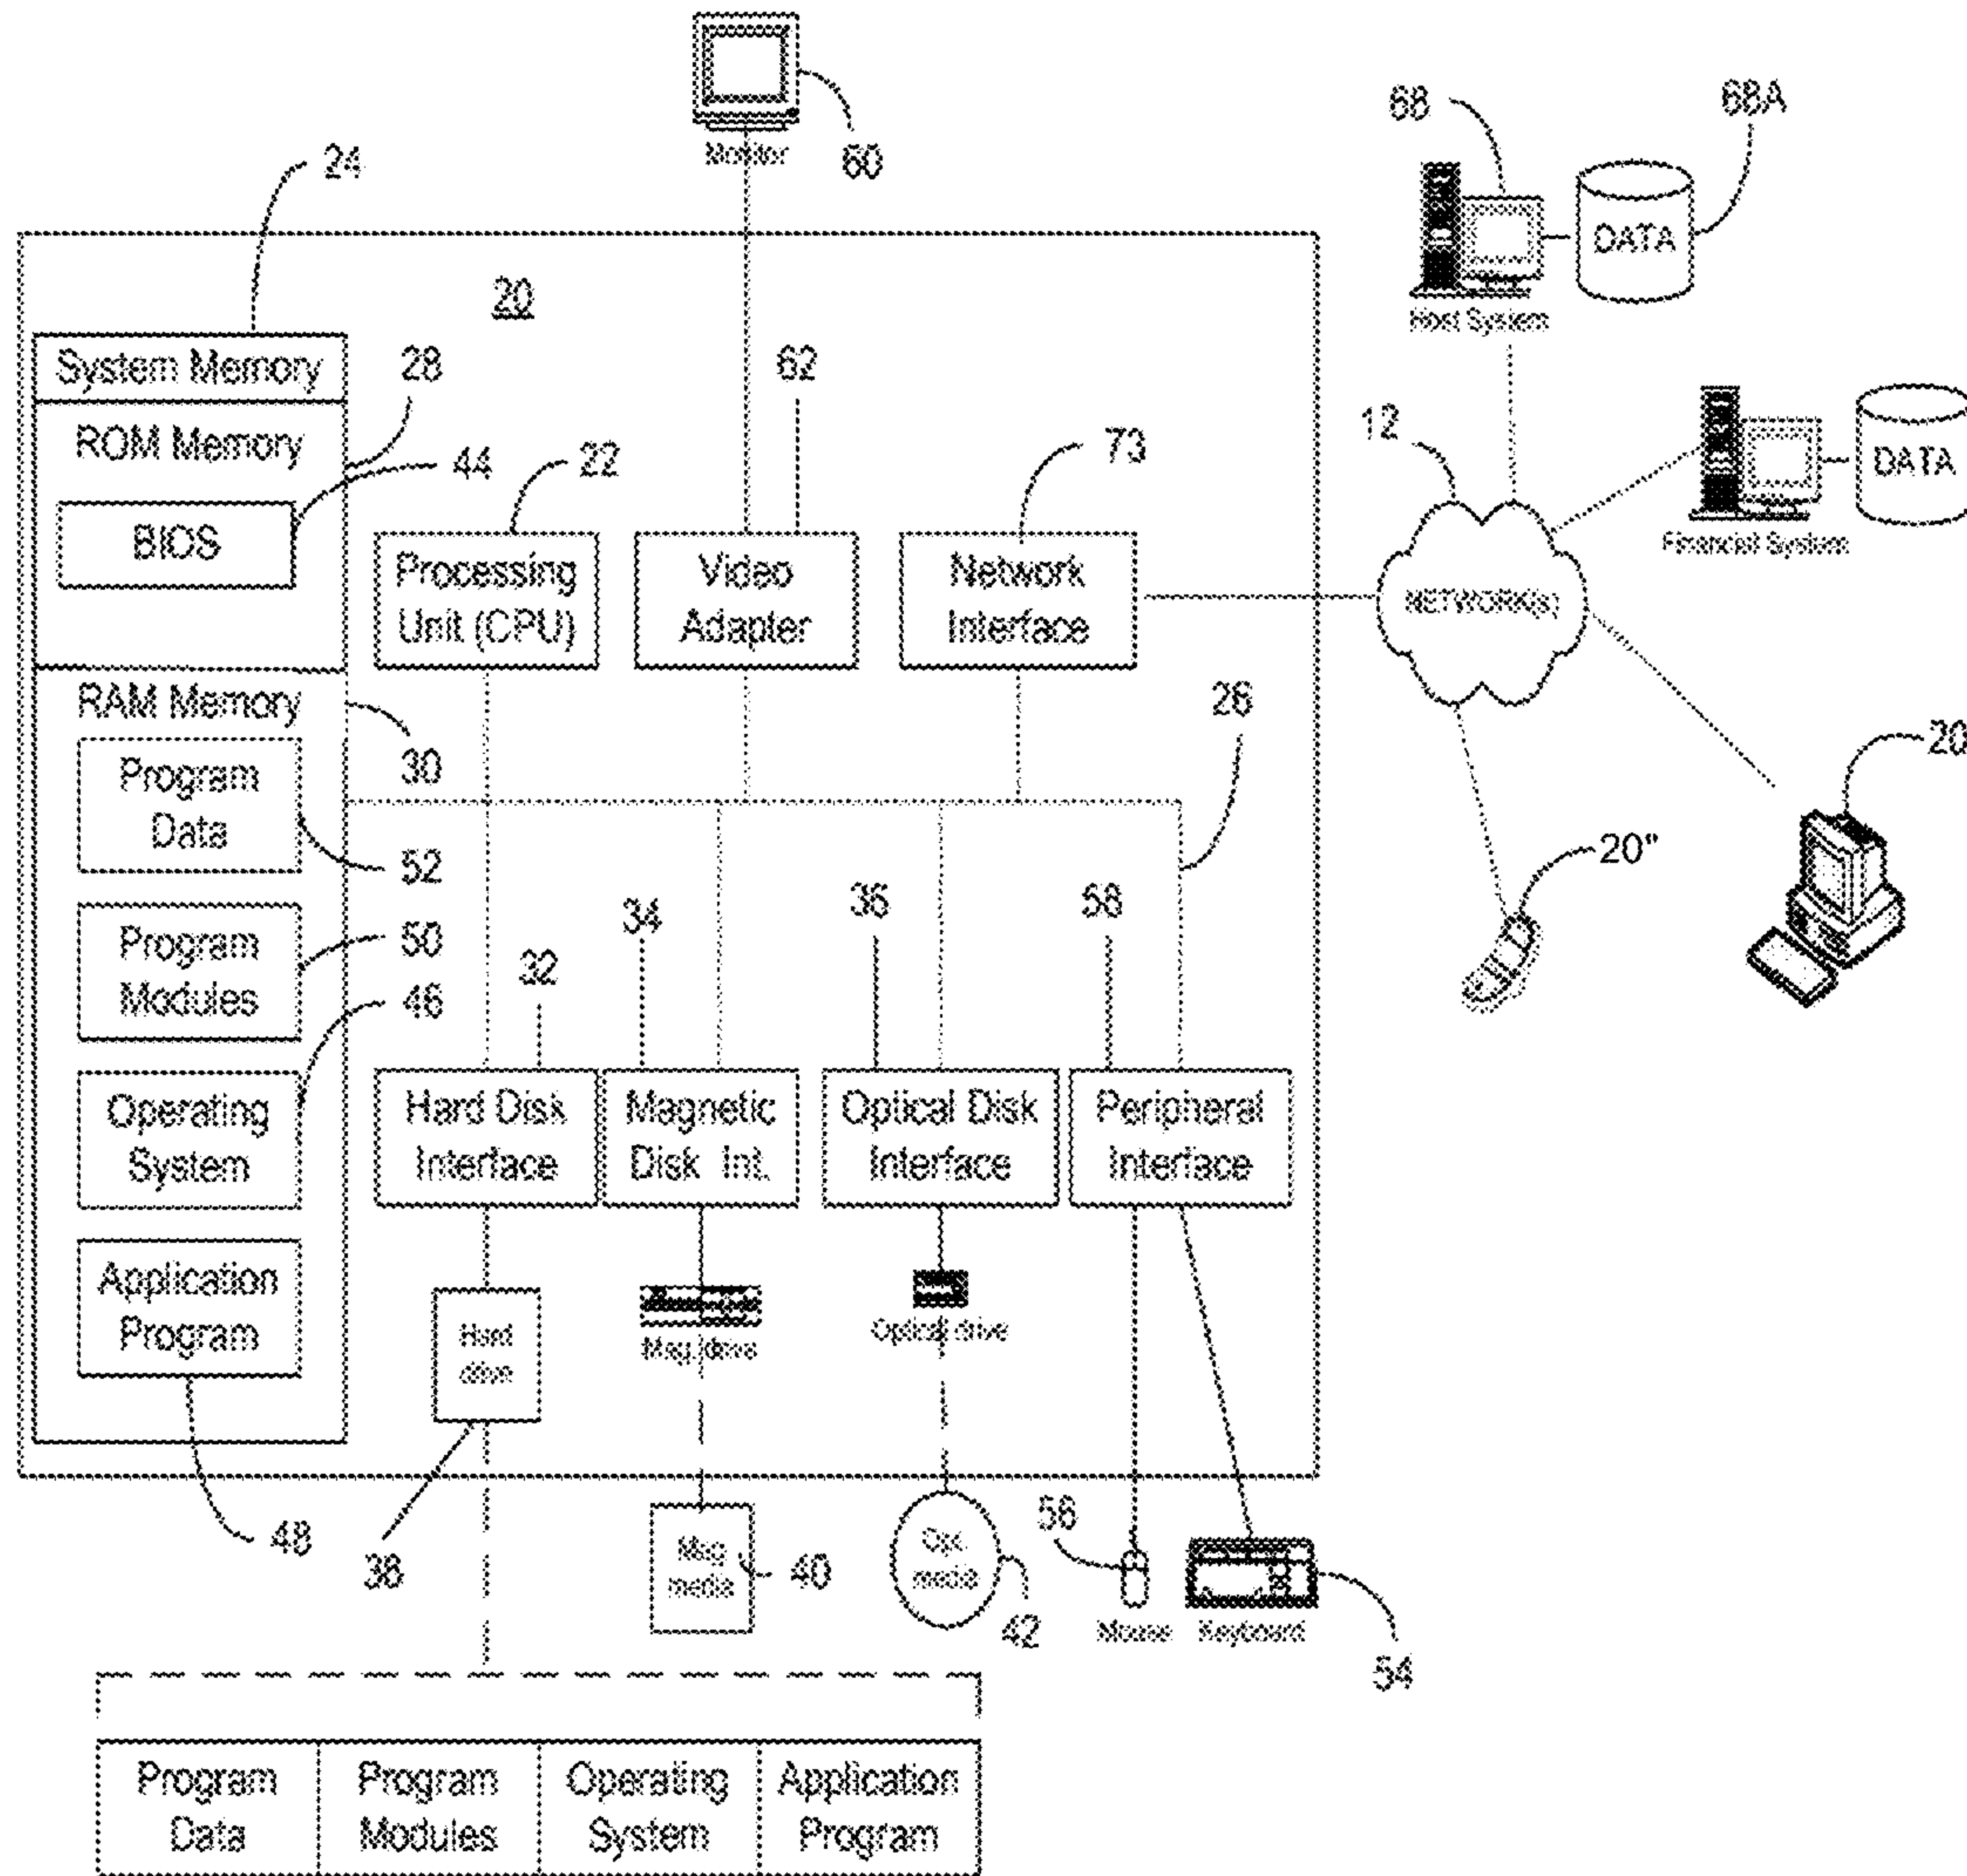 Monitor
60
68
68A
DATA
Host System
24
20
System Memory
28
ROM Memory
44
BIOS
22
Processing
Unit (CPU)
62
Video
Adapter
73
Network
Interface
12
NETWORK(s)
DATA
Financial System
RAM Memory
30
26
Program
Data
52
20
20"
Program
Modules
50
46
34
36
58
32
Operating
System
Hard Disk
Interface
Magnetic
Disk Int.
Optical Disk
Interface
Peripheral
Interface
Application
Program
Hard
drive
Mag. drive
Optical drive
48
38
Mag
media
40
Opt.
media
42
56
Mouse
Keyboard
54
Program
Data
Program
Modules
Operating
System
Application
Program